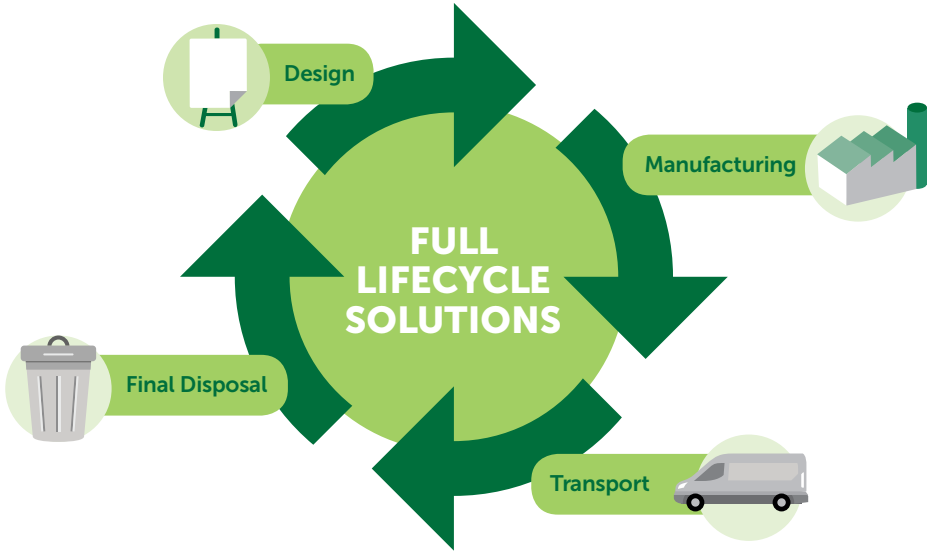 Design
Manufacturing
FULL
LIFECYCLE
SOLUTIONS
Final Disposal
Transport